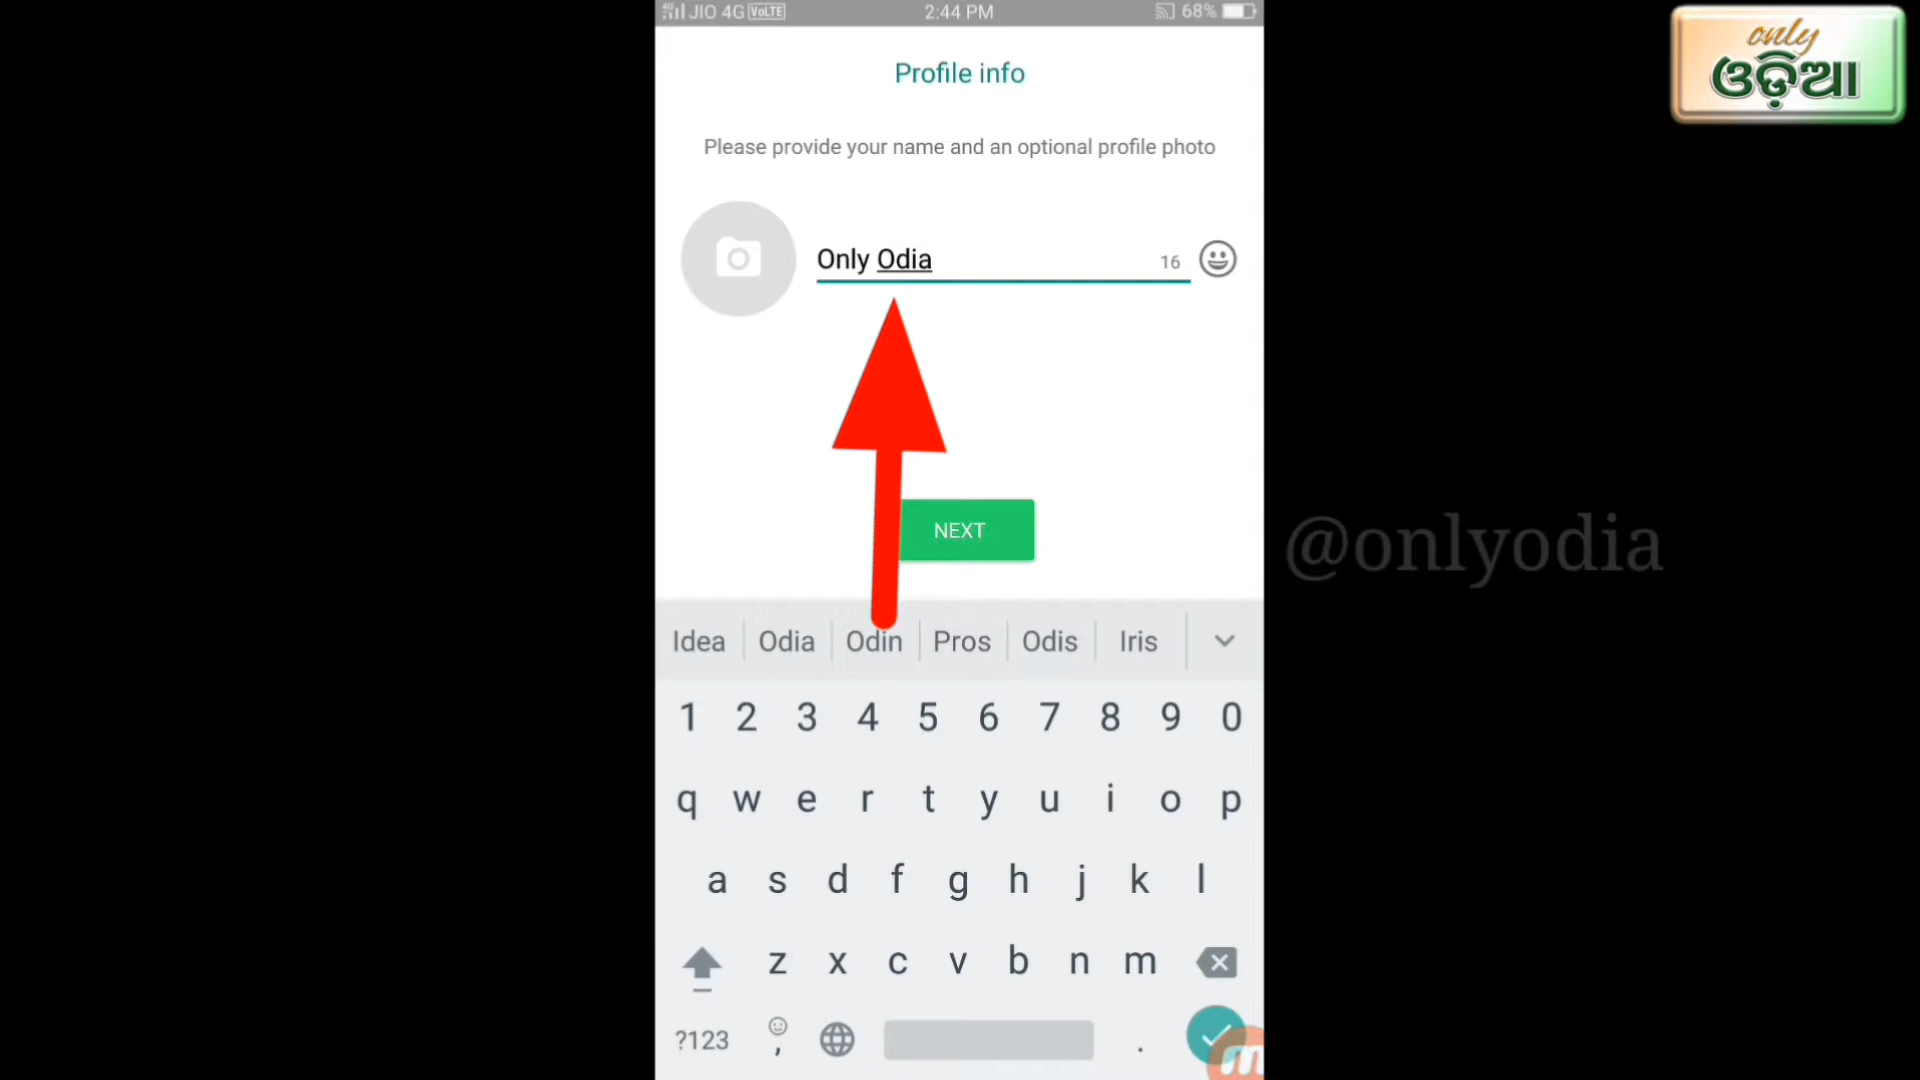 JIO 4G VoLTE 2:44 PM 68%
only
ଓଡ଼ିଆ
Profile info
Please provide your name and an optional profile photo
Only Odia 16
NEXT
@onlyodia
Idea Odia Odin Pros Odis Iris
1 2 3 4 5 6 7 8 9 0
q w e r t y u i o p
a s d f g h j k l
z x c v b n m
?123 , .